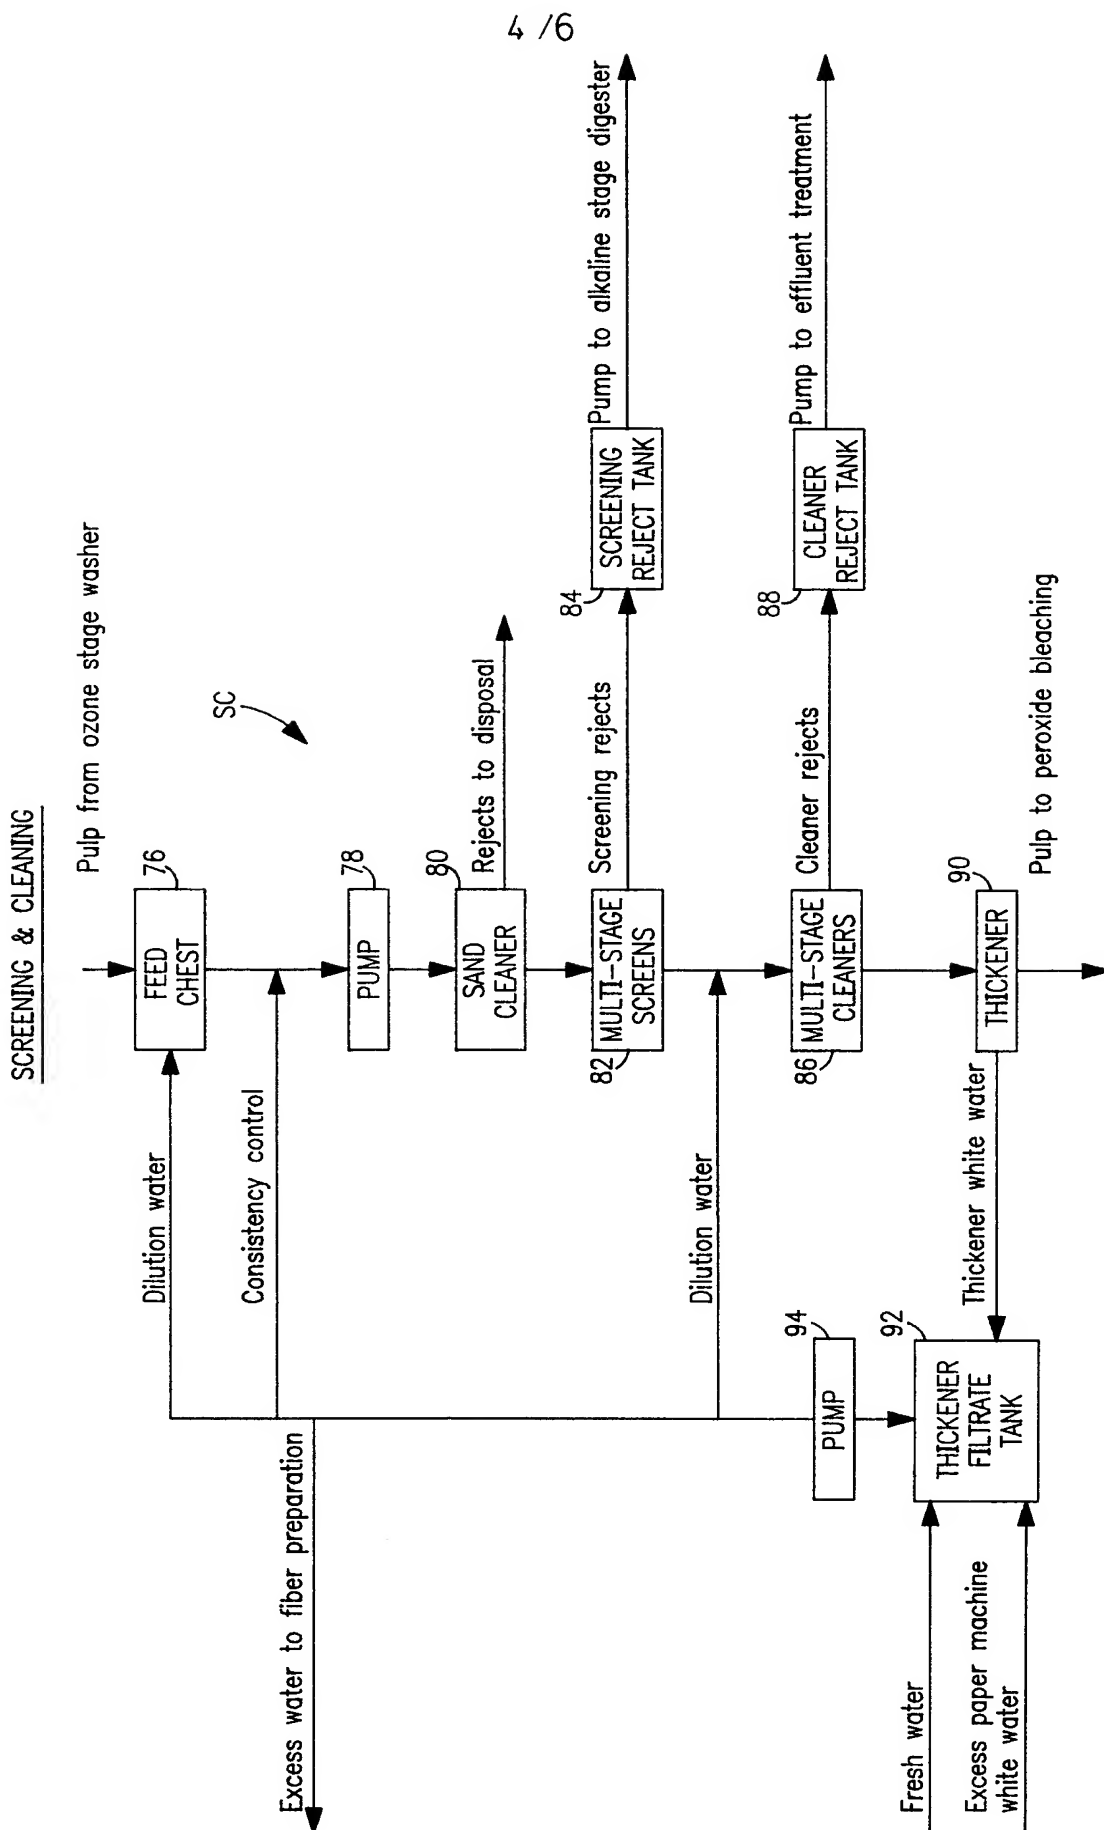 4/6
SCREENING & CLEANING
Pulp from ozone stage washer
SC
76
FEED
CHEST
Dilution water
Consistency control
78
PUMP
80
SAND
CLEANER
Rejects to disposal
82
MULTI-STAGE
SCREENS
Screening rejects
84
SCREENING
REJECT TANK
Pump to alkaline stage digester
Dilution water
86
MULTI-STAGE
CLEANERS
Cleaner rejects
88
CLEANER
REJECT TANK
Pump to effluent treatment
90
THICKENER
Pulp to peroxide bleaching
Thickener white water
92
THICKENER
FILTRATE
TANK
94
PUMP
Excess water to fiber preparation
Fresh water
Excess paper machine
white water